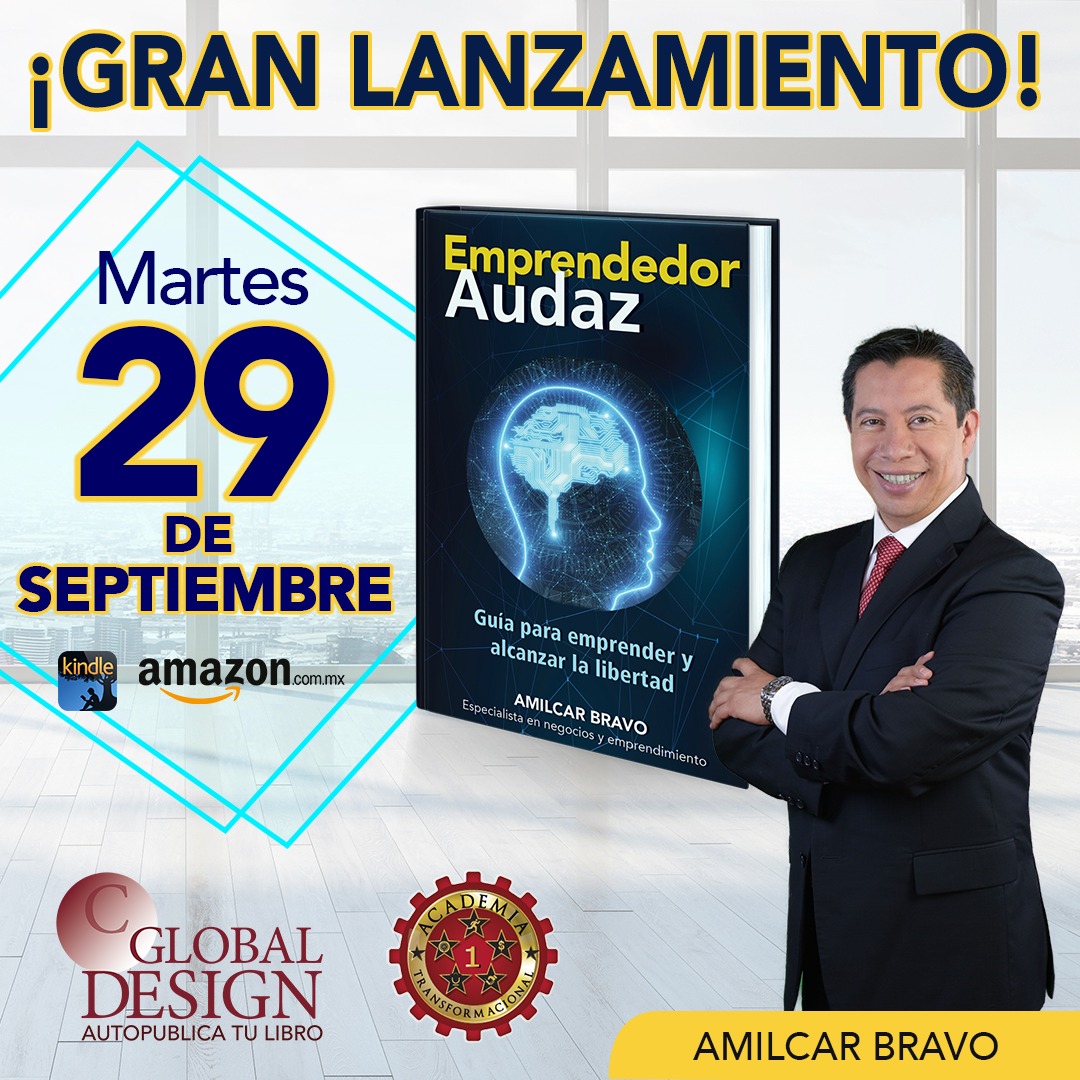 ¡GRAN LANZAMIENTO!
Martes
29
DE
SEPTIEMBRE
kindle
amazon.com.mx
Emprendedor
Audaz
Guía para emprender y
alcanzar la libertad
AMILCAR BRAVO
Especialista en negocios y emprendimiento
C
GLOBAL
DESIGN
AUTOPUBLICA TU LIBRO
ACADEMIA
1
$
TRANSFORMACIONAL
AMILCAR BRAVO